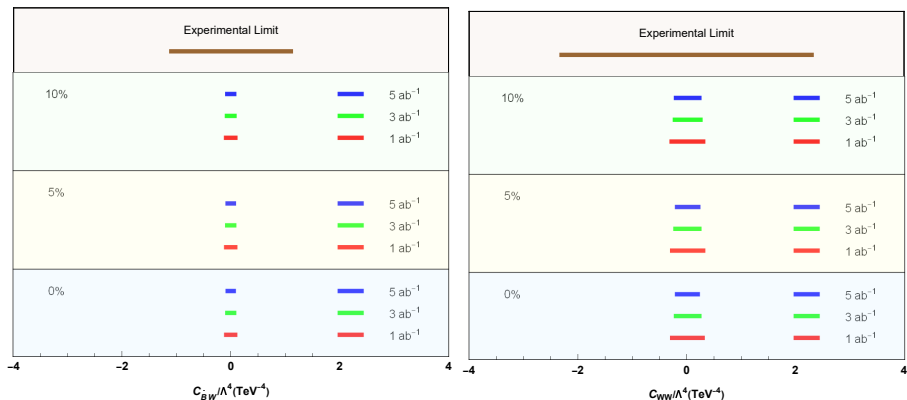 Experimental Limit
10%
5 ab⁻¹
3 ab⁻¹
1 ab⁻¹
5%
5 ab⁻¹
3 ab⁻¹
1 ab⁻¹
0%
5 ab⁻¹
3 ab⁻¹
1 ab⁻¹
−4 −2 0 2 4
C_B̃W/Λ⁴(TeV⁻⁴)
Experimental Limit
10%
5 ab⁻¹
3 ab⁻¹
1 ab⁻¹
5%
5 ab⁻¹
3 ab⁻¹
1 ab⁻¹
0%
5 ab⁻¹
3 ab⁻¹
1 ab⁻¹
−4 −2 0 2 4
C_WW/Λ⁴(TeV⁻⁴)